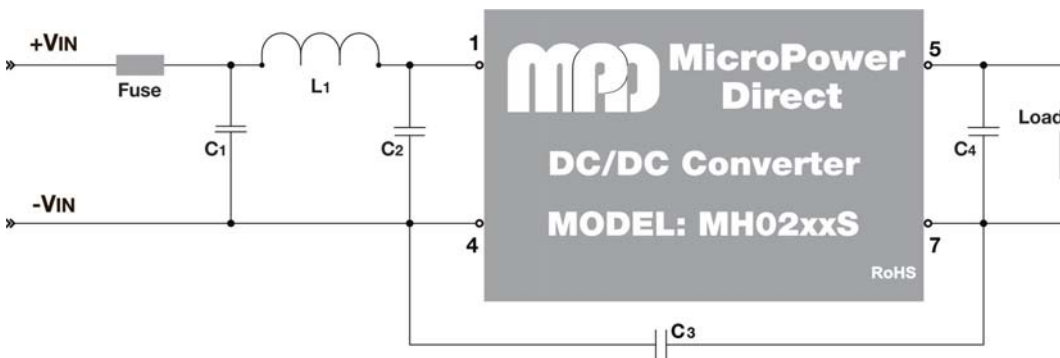 +VIN
Fuse
L1
1
5
C1
C2
MPD
MicroPower
Direct
DC/DC Converter
MODEL: MH02xxS
RoHS
C4
Load
-VIN
4
7
C3